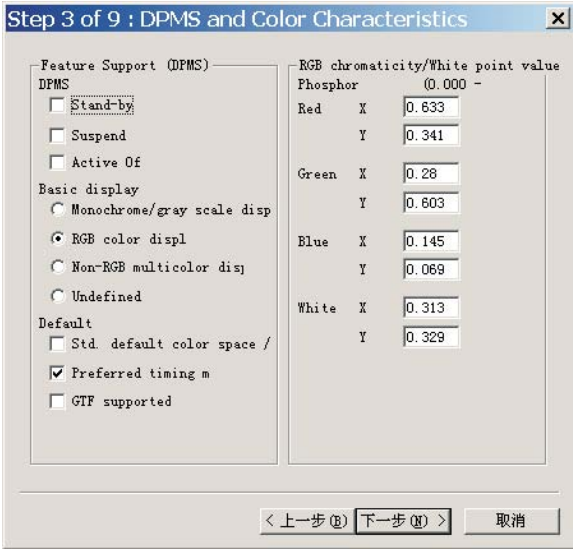 Step 3 of 9 : DPMS and Color Characteristics
Feature Support (DPMS)
DPMS
Stand-by
Suspend
Active Of
Basic display
Monochrome/gray scale disp
RGB color displ
Non-RGB multicolor disj
Undefined
Default
Std. default color space /
Preferred timing m
GTF supported
RGB chromaticity/White point value
Phosphor (0.000 -
Red X 0.633
Y 0.341
Green X 0.28
Y 0.603
Blue X 0.145
Y 0.069
White X 0.313
Y 0.329
< 上一步(B)
下一步(N) >
取消